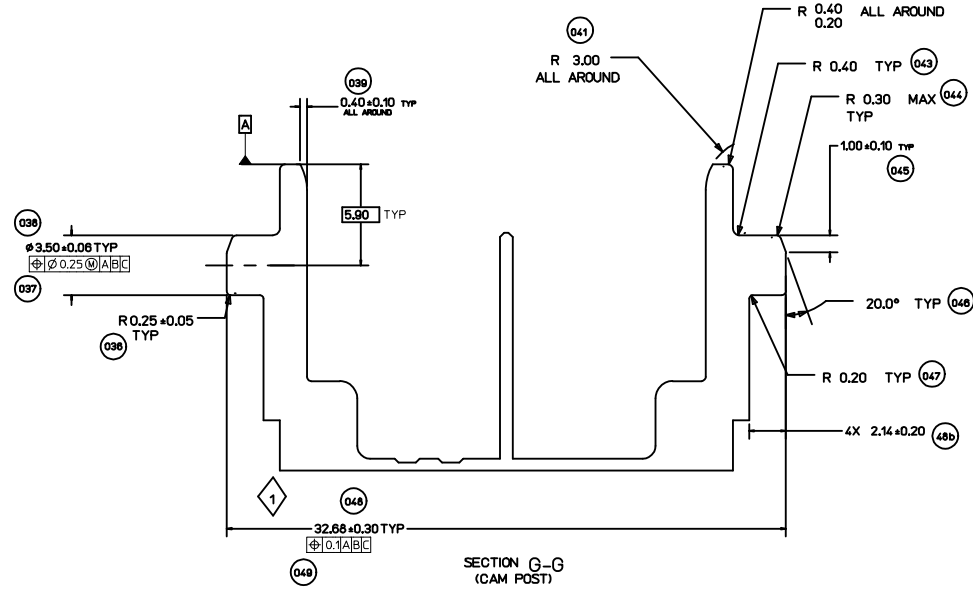 R 0.40 ALL AROUND
0.20
041
R 3.00
ALL AROUND
R 0.40 TYP 043
R 0.30 MAX 044
TYP
039
0.40±0.10 TYP
ALL AROUND
A
1.00±0.10 TYP
045
5.90 TYP
038
⌀3.50±0.06 TYP
⌖ ⌀0.25 Ⓜ A B C
037
R 0.25±0.05
TYP
036
20.0° TYP 046
R 0.20 TYP 047
4X 2.14±0.20 48b
1
048
32.68±0.30 TYP
⌖ 0.1 A B C
049
SECTION G-G
(CAM POST)